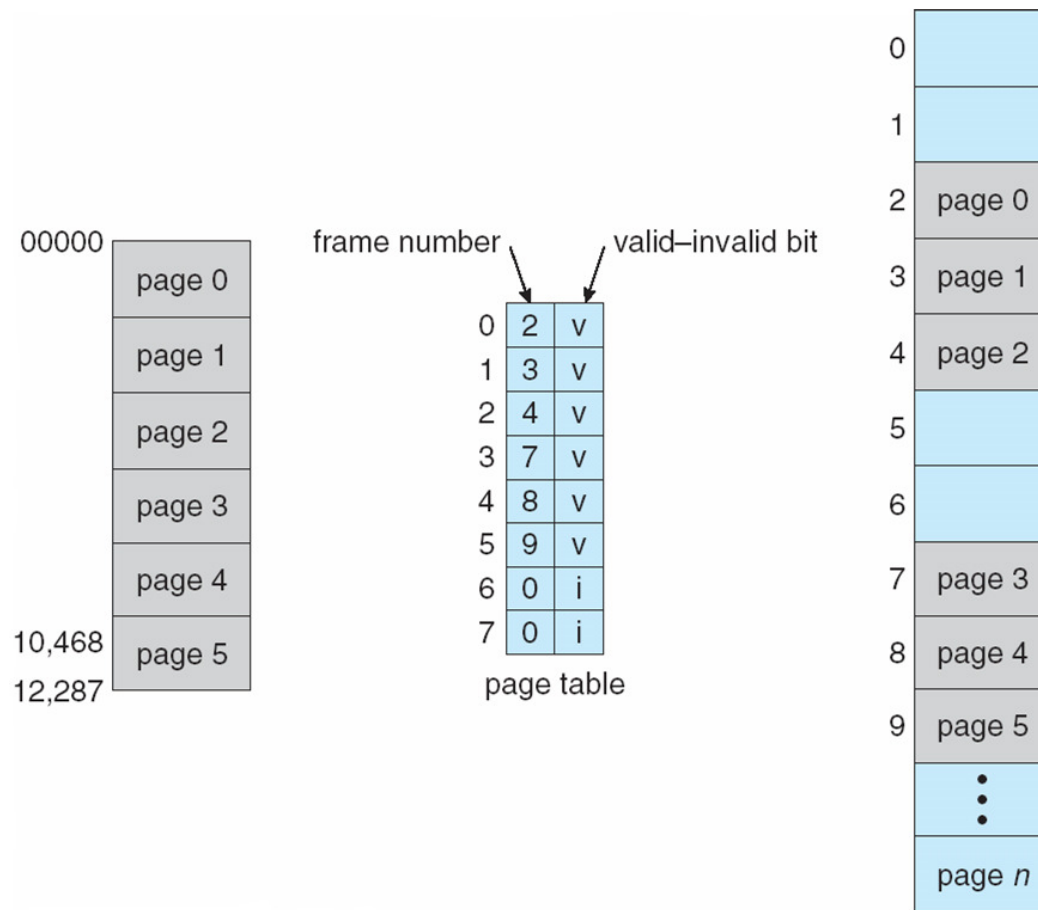 00000
page 0
page 1
page 2
page 3
page 4
10,468
page 5
12,287
frame number
valid–invalid bit
0 2 v
1 3 v
2 4 v
3 7 v
4 8 v
5 9 v
6 0 i
7 0 i
page table
0
1
2 page 0
3 page 1
4 page 2
5
6
7 page 3
8 page 4
9 page 5
page n